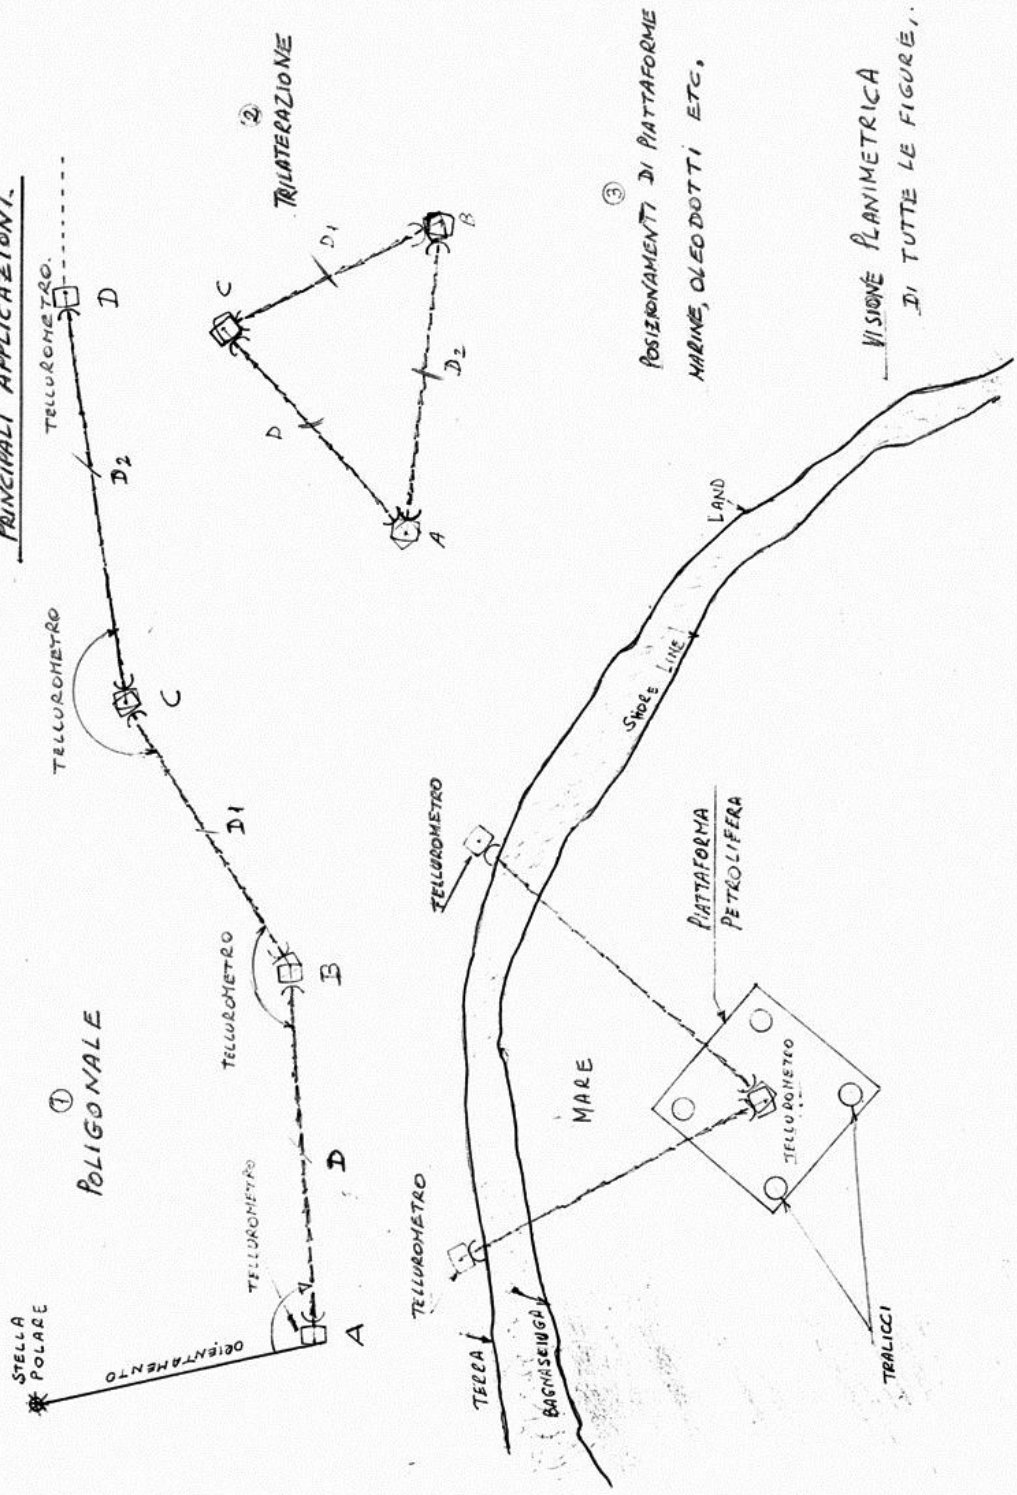 PRINCIPALI APPLICAZIONI.
①
POLIGONALE
STELLA
POLARE
ORIENTAMENTO
TELLUROMETRO
A
D
TELLUROMETRO
B
D1
TELLUROMETRO
C
D2
TELLUROMETRO.
D
②
TRILATERAZIONE
A
D
C
D1
B
D2
③
POSIZIONAMENTI DI PIATTAFORME
MARINE, OLEODOTTI ETC.
VISIONE PLANIMETRICA
DI TUTTE LE FIGURE,.
TELLUROMETRO
TELLUROMETRO
TERRA
BAGNASCIUGA
MARE
SHORE LINE
LAND
PIATTAFORMA
PETROLIFERA
TELLUROMETRO
TRALICCI